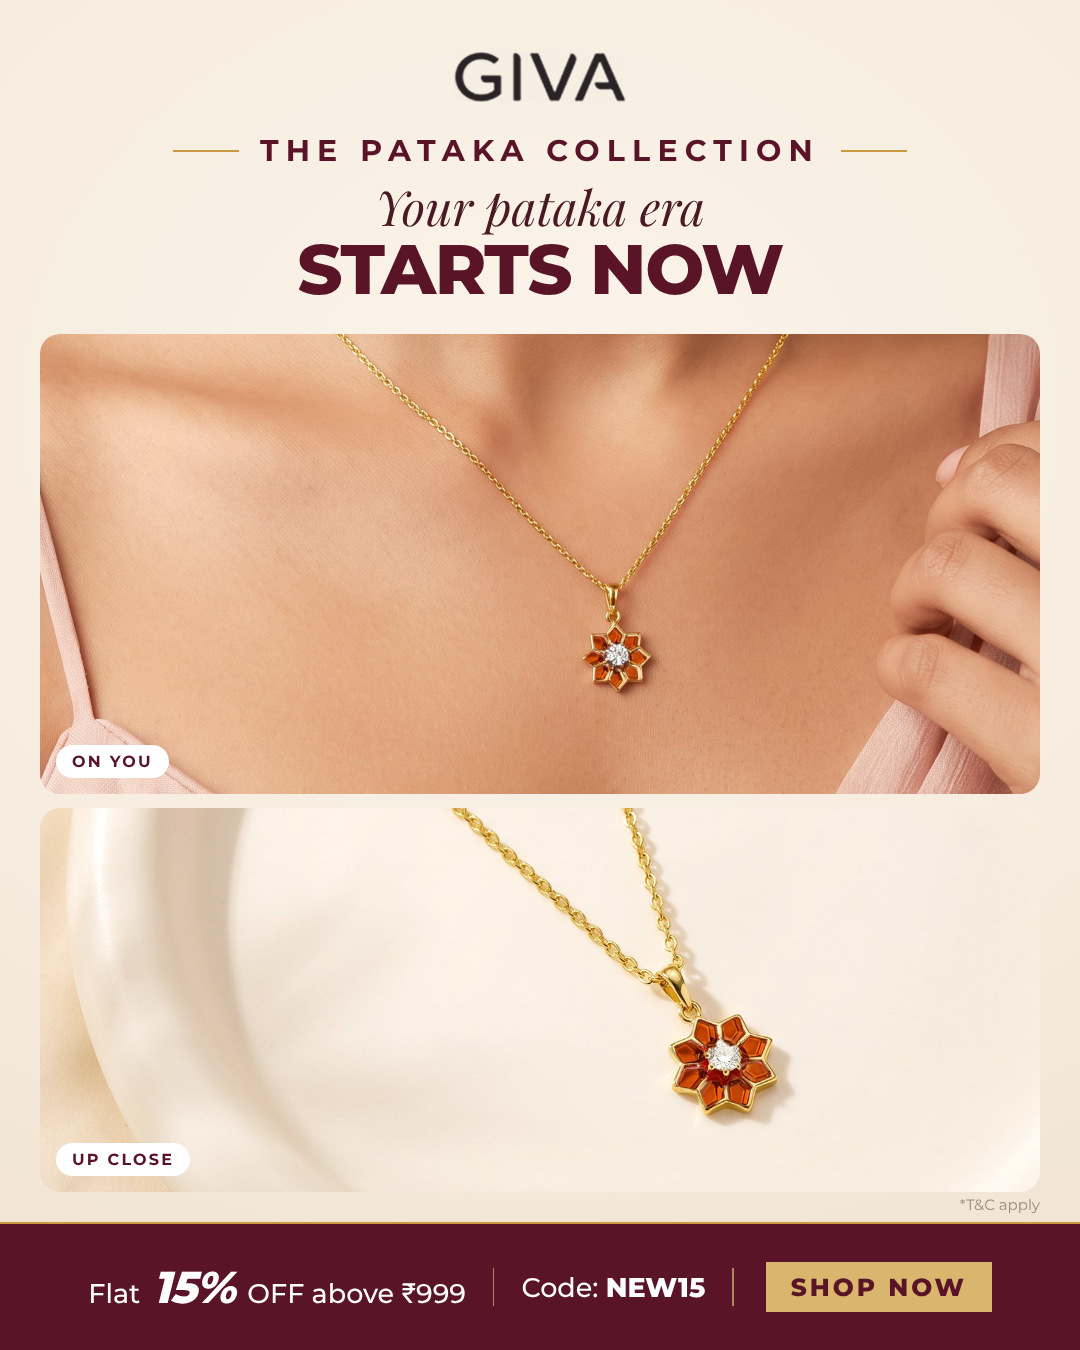 GIVA
THE PATAKA COLLECTION
Your pataka era
STARTS NOW
ON YOU
UP CLOSE
*T&C apply
Flat 15% OFF above ₹999
Code: NEW15
SHOP NOW